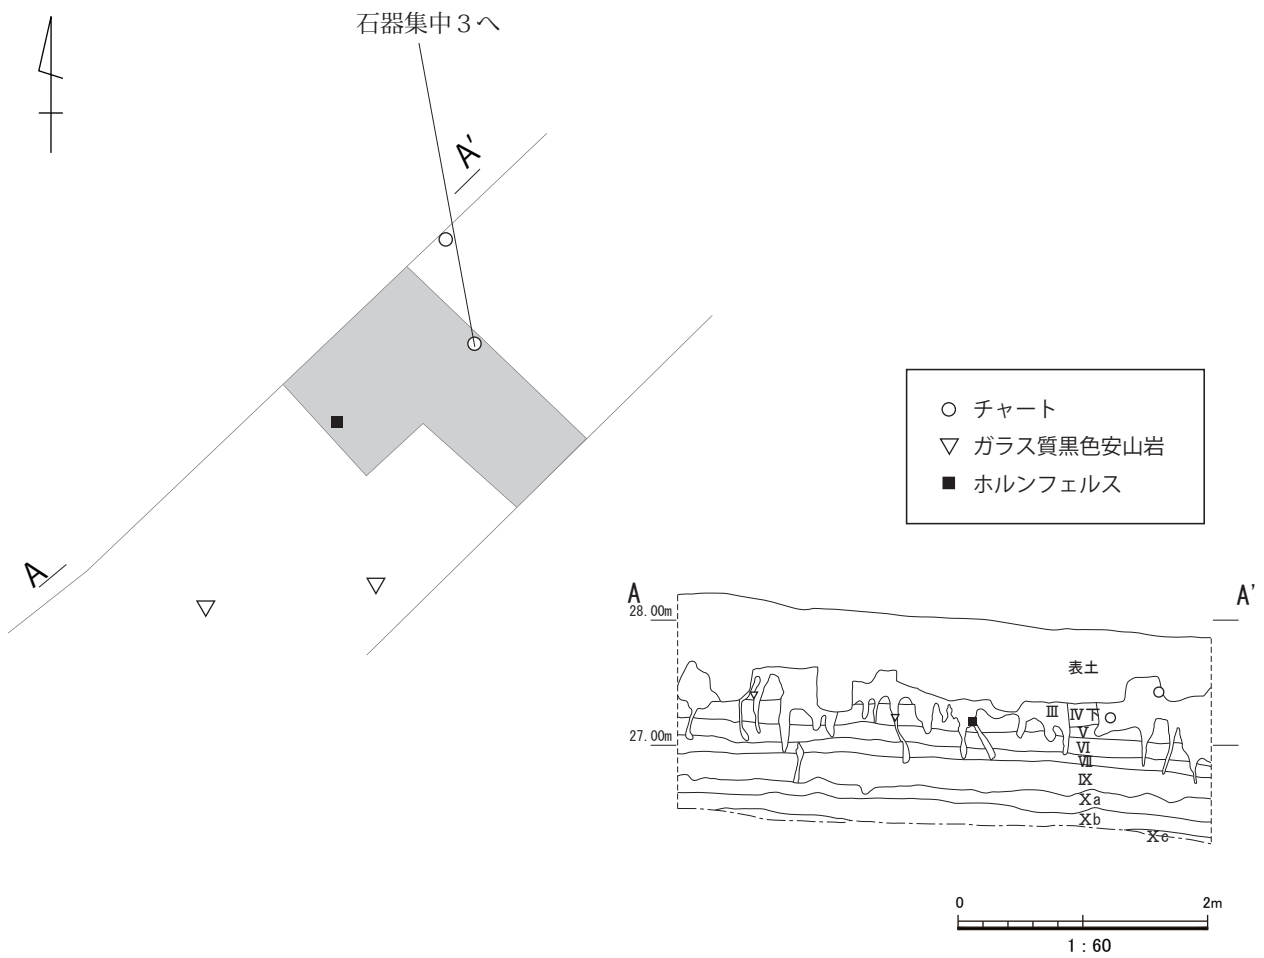 石器集中３へ
A'
A
チャート
ガラス質黒色安山岩
ホルンフェルス
A
A'
28.00m
表土
Ⅲ
Ⅳ下
Ⅴ
27.00m
Ⅵ
Ⅶ
Ⅸ
Ⅹa
Ⅹb
Ⅹc
0
2m
1：60